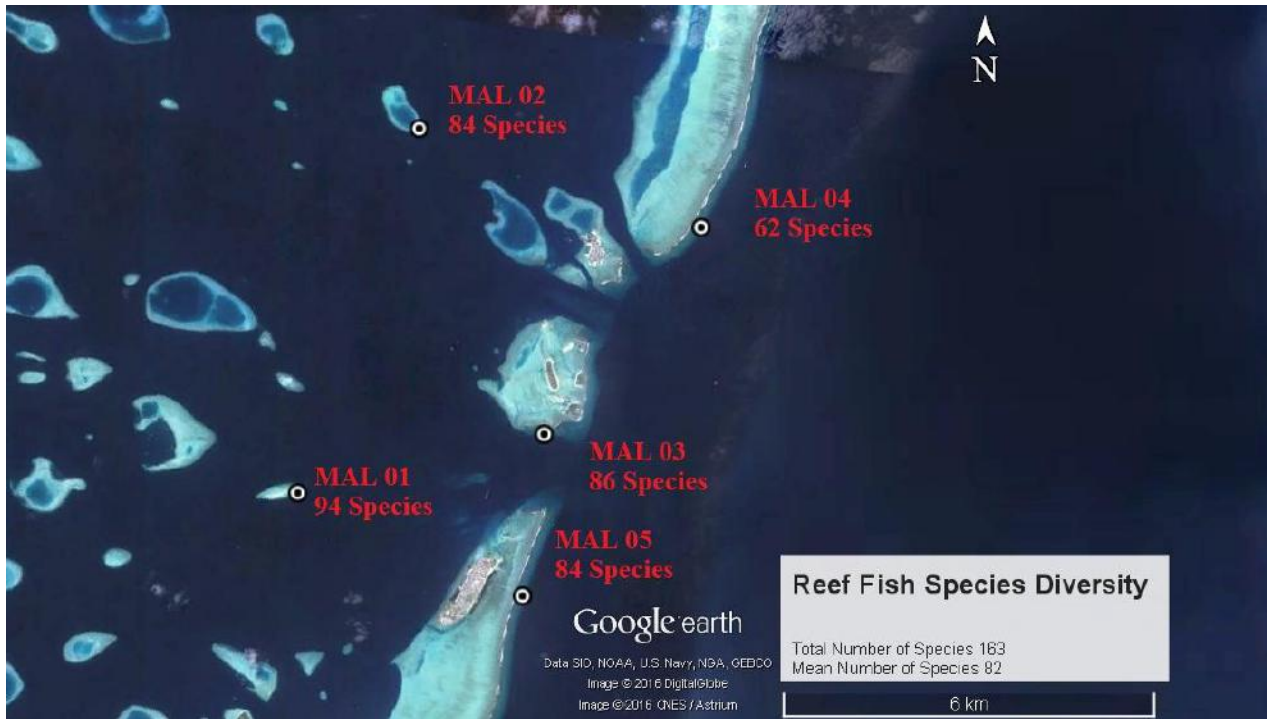 N
MAL 02
84 Species
MAL 04
62 Species
MAL 03
86 Species
MAL 01
94 Species
MAL 05
84 Species
Reef Fish Species Diversity
Total Number of Species 163
Mean Number of Species 82
Google earth
Data SIO, NOAA, U.S. Navy, NGA, GEBCO
Image © 2016 DigitalGlobe
Image © 2016 CNES / Astrium
6 km